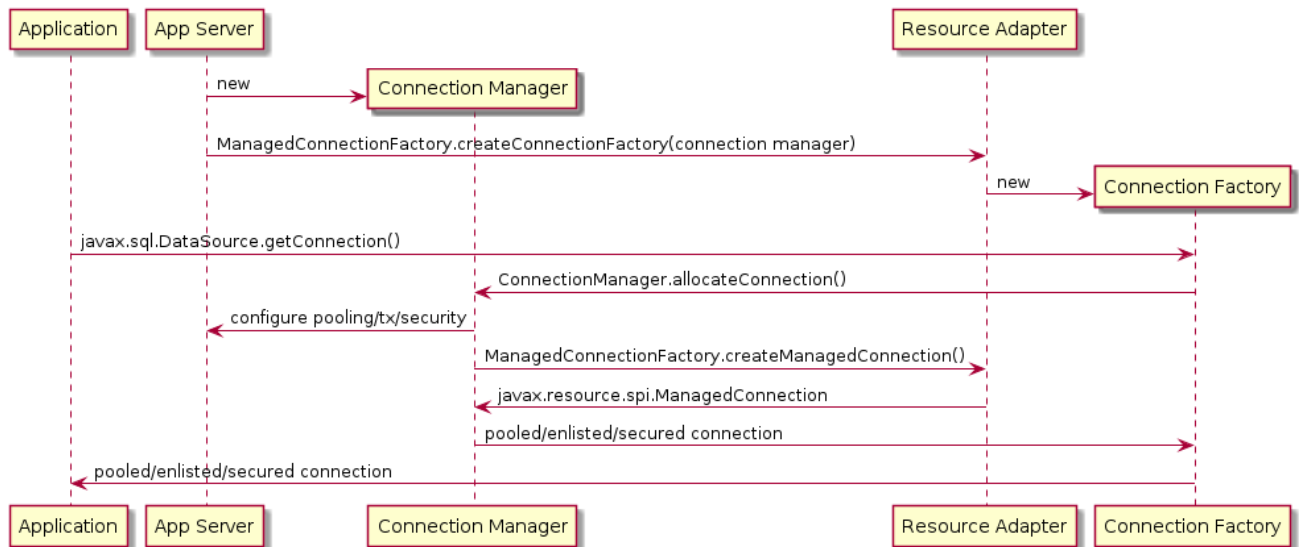 Application
App Server
Resource Adapter
new
Connection Manager
ManagedConnectionFactory.createConnectionFactory(connection manager)
new
Connection Factory
javax.sql.DataSource.getConnection()
ConnectionManager.allocateConnection()
configure pooling/tx/security
ManagedConnectionFactory.createManagedConnection()
javax.resource.spi.ManagedConnection
pooled/enlisted/secured connection
pooled/enlisted/secured connection
Application
App Server
Connection Manager
Resource Adapter
Connection Factory